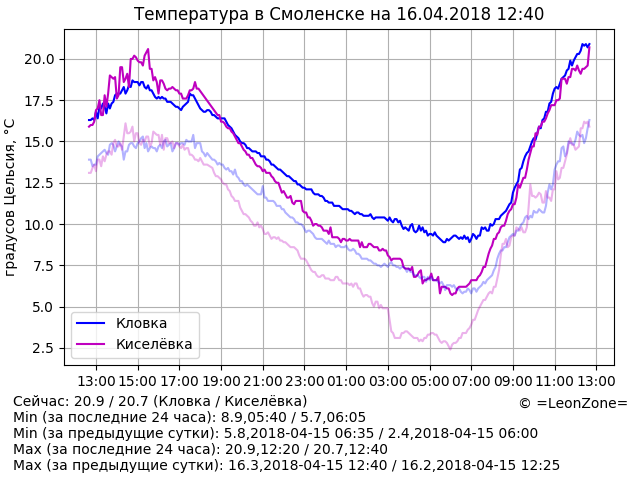 Температура в Смоленске на 16.04.2018 12:40
градусов Цельсия, °C
20.0
17.5
15.0
12.5
10.0
7.5
5.0
2.5
Кловка
Киселёвка
13:00 15:00 17:00 19:00 21:00 23:00 01:00 03:00 05:00 07:00 09:00 11:00 13:00
Сейчас: 20.9 / 20.7 (Кловка / Киселёвка)
© =LeonZone=
Min (за последние 24 часа): 8.9,05:40 / 5.7,06:05
Min (за предыдущие сутки): 5.8,2018-04-15 06:35 / 2.4,2018-04-15 06:00
Max (за последние 24 часа): 20.9,12:20 / 20.7,12:40
Max (за предыдущие сутки): 16.3,2018-04-15 12:40 / 16.2,2018-04-15 12:25